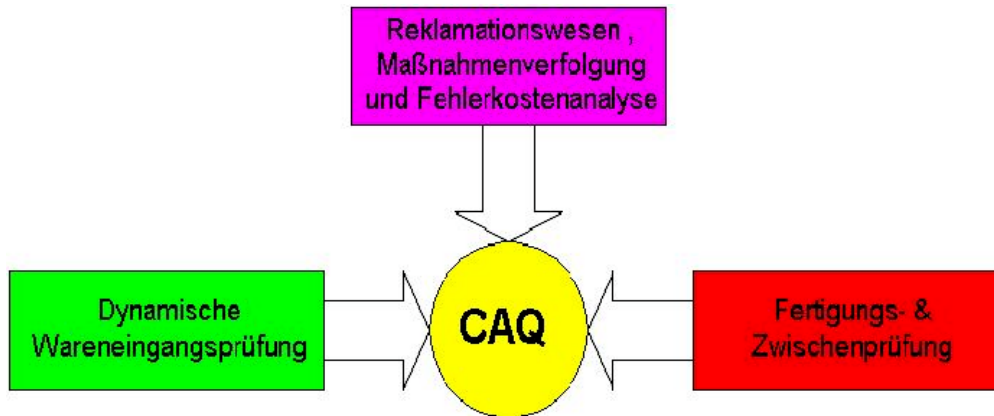 Reklamationswesen ,
Maßnahmenverfolgung
und Fehlerkostenanalyse
Dynamische
Wareneingangsprüfung
CAQ
Fertigungs- &
Zwischenprüfung